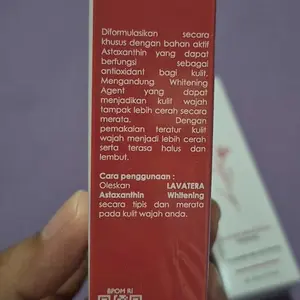 Diformulasikan secara
khusus dengan bahan aktif
Astaxanthin yang dapat
berfungsi sebagai
antioxidant bagi kulit.
Mengandung Whitening
Agent yang dapat
menjadikan kulit wajah
tampak lebih cerah secara
merata. Dengan
pemakaian teratur kulit
wajah menjadi lebih cerah
serta terasa halus dan
lembut.
Cara penggunaan :
Oleskan LAVATERA
Astaxanthin Whitening
secara tipis dan merata
pada kulit wajah anda.
BPOM RI